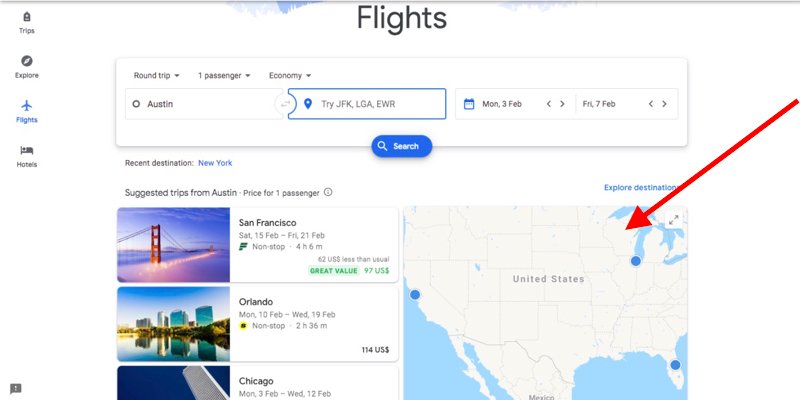 Flights
Trips
Explore
Flights
Hotels
Round trip
1 passenger
Economy
Austin
Try JFK, LGA, EWR
Mon, 3 Feb
Fri, 7 Feb
Search
Recent destination: New York
Suggested trips from Austin · Price for 1 passenger
Explore destinations
San Francisco
Sat, 15 Feb – Fri, 21 Feb
Non-stop · 4 h 6 m
62 US$ less than usual
GREAT VALUE 97 US$
Orlando
Mon, 10 Feb – Wed, 19 Feb
Non-stop · 2 h 36 m
114 US$
Chicago
Mon, 3 Feb – Wed, 12 Feb
United States
Mexico